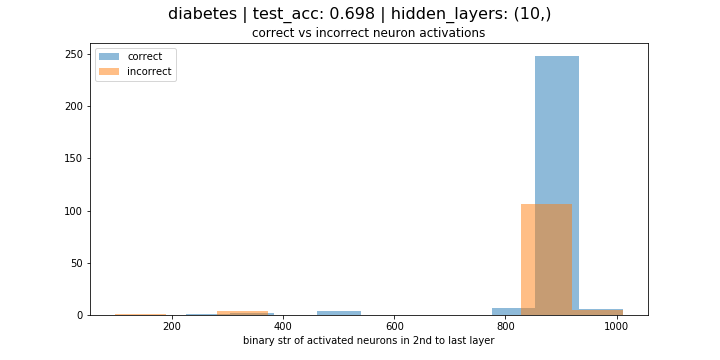 diabetes | test_acc: 0.698 | hidden_layers: (10,)
correct vs incorrect neuron activations
correct
incorrect
250
200
150
100
50
0
200 400 600 800 1000
binary str of activated neurons in 2nd to last layer